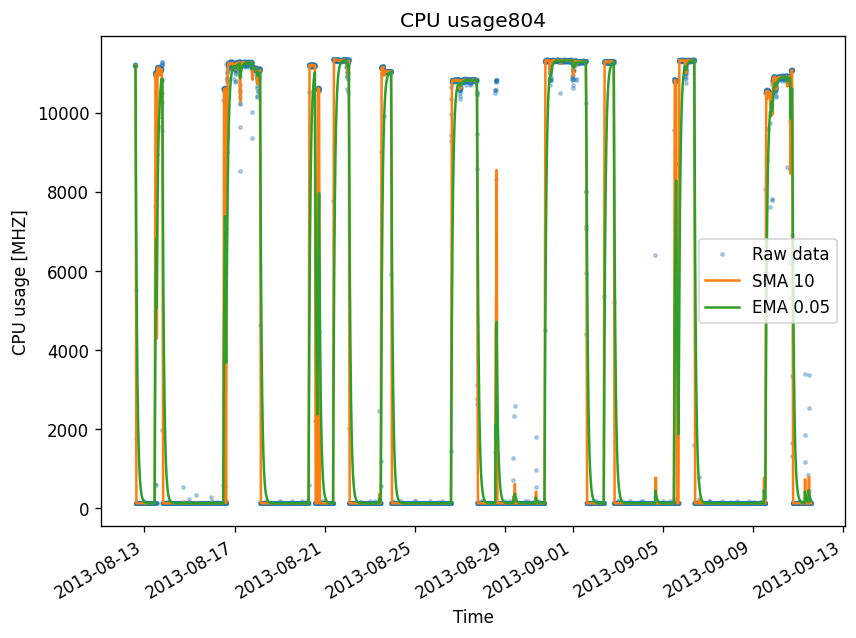 CPU usage804
CPU usage [MHZ]
10000
8000
6000
4000
2000
0
Raw data
SMA 10
EMA 0.05
2013-08-13
2013-08-17
2013-08-21
2013-08-25
2013-08-29
2013-09-01
2013-09-05
2013-09-09
2013-09-13
Time